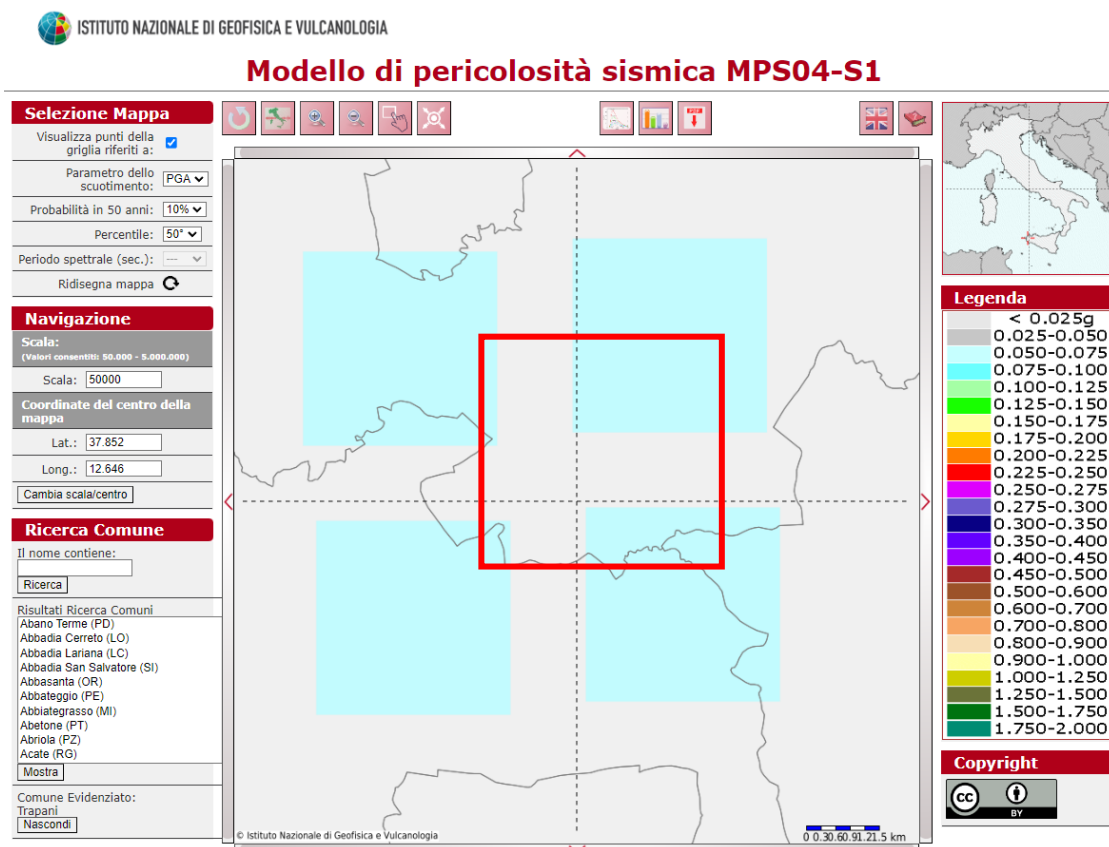 ISTITUTO NAZIONALE DI GEOFISICA E VULCANOLOGIA
Modello di pericolosità sismica MPS04-S1
Selezione Mappa
Visualizza punti della
griglia riferiti a:
Parametro dello
scuotimento: PGA
Probabilità in 50 anni: 10%
Percentile: 50°
Periodo spettrale (sec.): ---
Ridisegna mappa
Navigazione
Scala:
(Valori consentiti: 50.000 - 5.000.000)
Scala: 50000
Coordinate del centro della
mappa
Lat.: 37.852
Long.: 12.646
Cambia scala/centro
Ricerca Comune
Il nome contiene:
Ricerca
Risultati Ricerca Comuni
Abano Terme (PD)
Abbadia Cerreto (LO)
Abbadia Lariana (LC)
Abbadia San Salvatore (SI)
Abbasanta (OR)
Abbateggio (PE)
Abbiategrasso (MI)
Abetone (PT)
Abriola (PZ)
Acate (RG)
Mostra
Comune Evidenziato:
Trapani
Nascondi
© Istituto Nazionale di Geofisica e Vulcanologia
0 0.30.60.91.21.5 km
Legenda
< 0.025g
0.025-0.050
0.050-0.075
0.075-0.100
0.100-0.125
0.125-0.150
0.150-0.175
0.175-0.200
0.200-0.225
0.225-0.250
0.250-0.275
0.275-0.300
0.300-0.350
0.350-0.400
0.400-0.450
0.450-0.500
0.500-0.600
0.600-0.700
0.700-0.800
0.800-0.900
0.900-1.000
1.000-1.250
1.250-1.500
1.500-1.750
1.750-2.000
Copyright
cc
BY